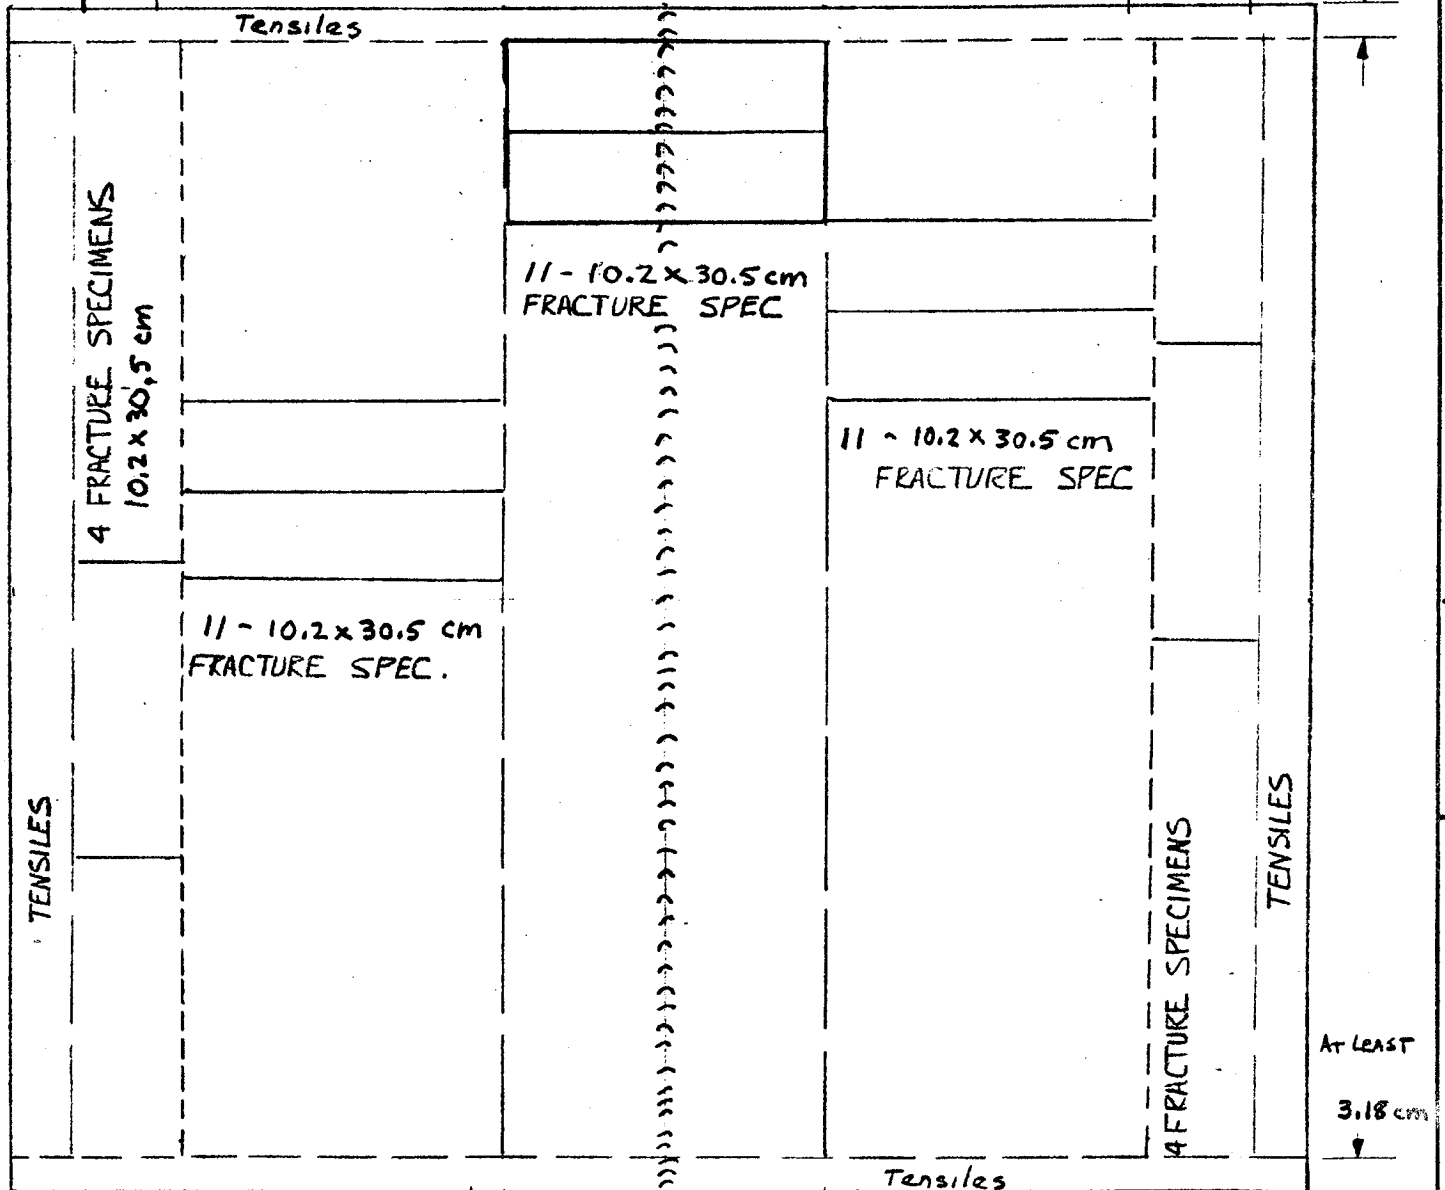 Tensiles
4 FRACTURE SPECIMENS
10.2 x 30,5 cm
11 - 10.2 x 30.5 cm
FRACTURE SPEC
11 - 10.2 x 30.5 cm
FRACTURE SPEC
11 - 10.2 x 30.5 cm
FRACTURE SPEC.
TENSILES
4 FRACTURE SPECIMENS
TENSILES
AT LEAST
3.18 cm
Tensiles